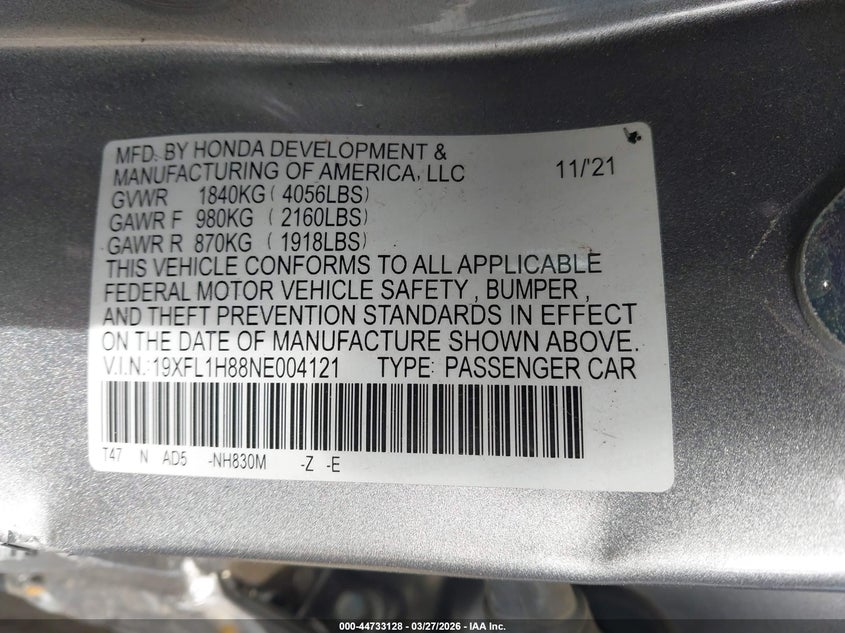 MFD. BY HONDA DEVELOPMENT &
MANUFACTURING OF AMERICA, LLC 11/'21
GVWR 1840KG ( 4056LBS)
GAWR F 980KG ( 2160LBS)
GAWR R 870KG ( 1918LBS)
THIS VEHICLE CONFORMS TO ALL APPLICABLE
FEDERAL MOTOR VEHICLE SAFETY , BUMPER ,
AND THEFT PREVENTION STANDARDS IN EFFECT
ON THE DATE OF MANUFACTURE SHOWN ABOVE.
V.I.N.: 19XFL1H88NE004121 TYPE: PASSENGER CAR
T47 N AD5 -NH830M -Z -E
000-44733128 - 03/27/2026 - IAA Inc.